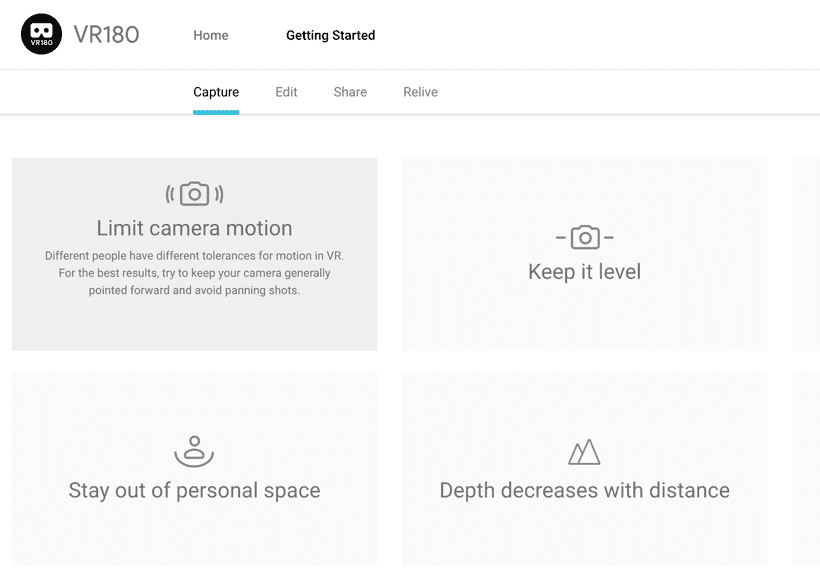 VR180
VR180
Home
Getting Started
Capture
Edit
Share
Relive
Limit camera motion
Different people have different tolerances for motion in VR.
For the best results, try to keep your camera generally
pointed forward and avoid panning shots.
Keep it level
Stay out of personal space
Depth decreases with distance